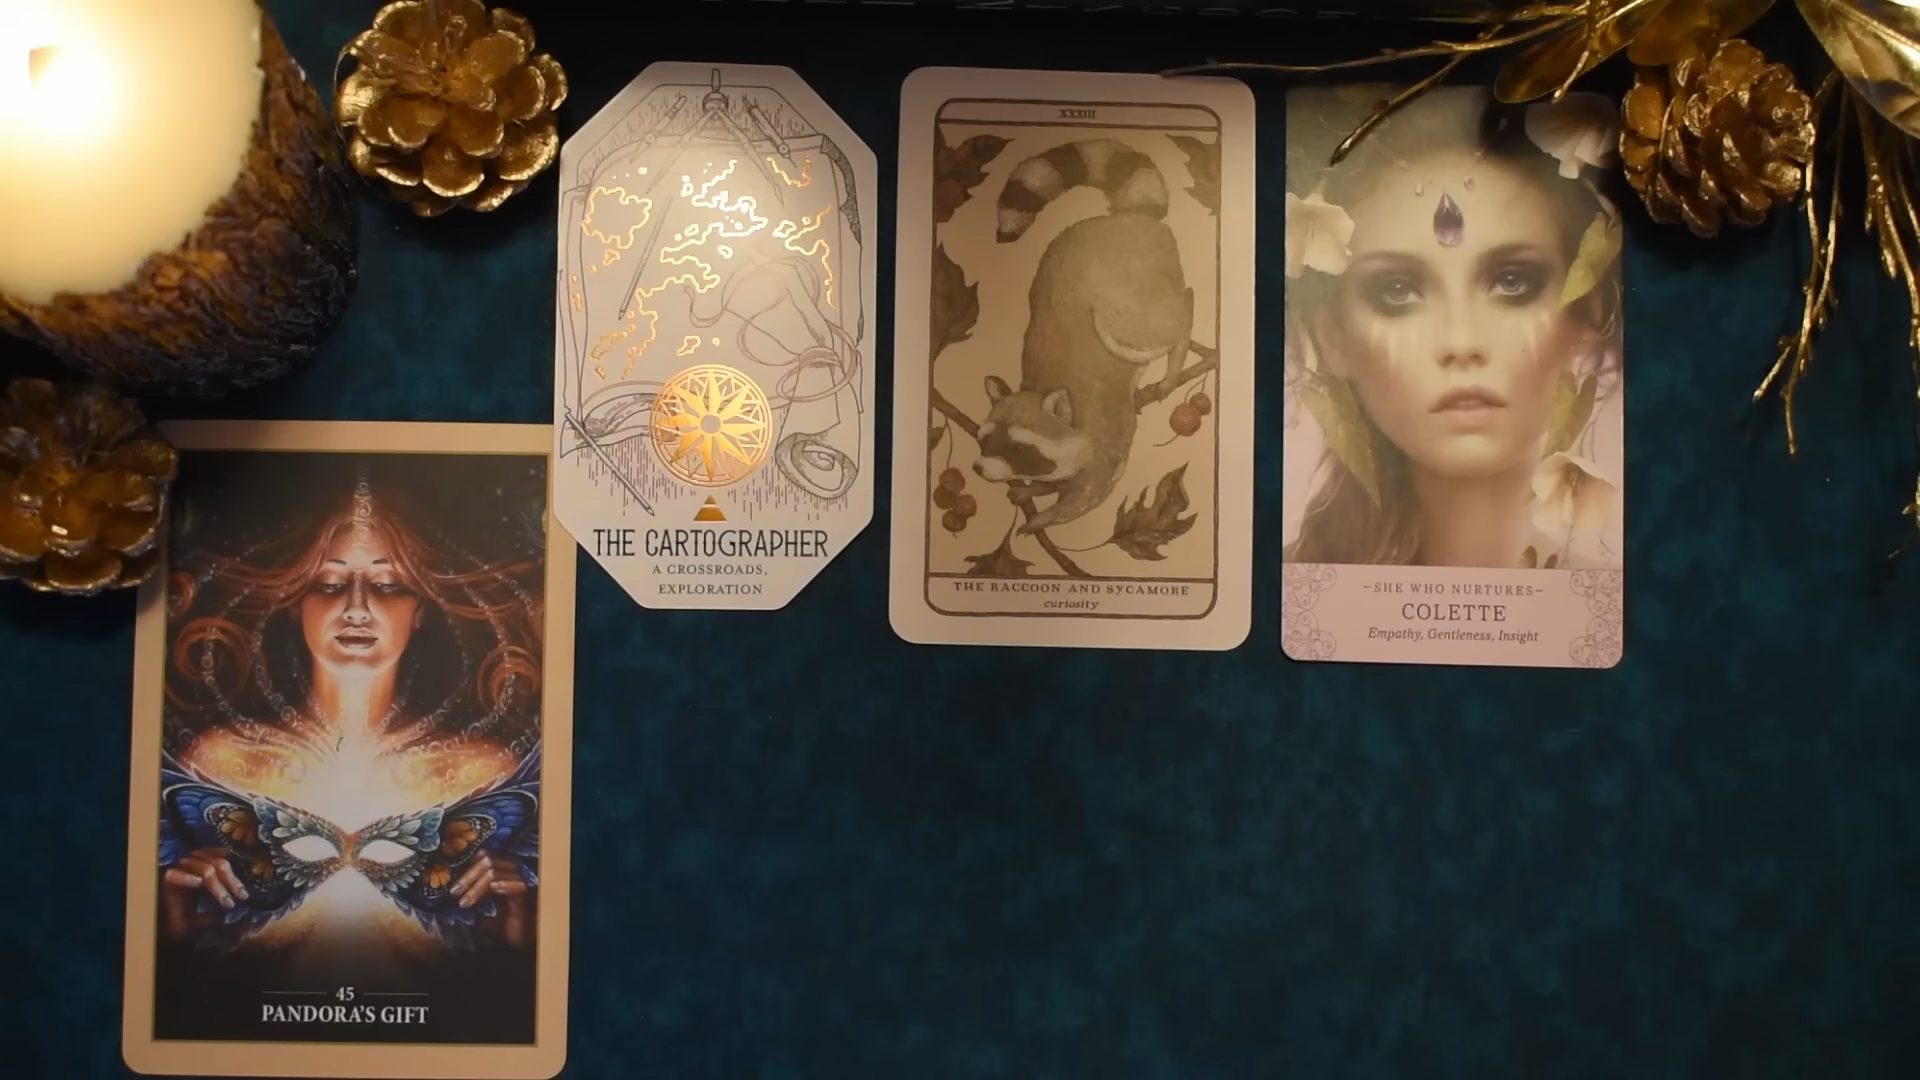 THE CARTOGRAPHER
A CROSSROADS,
EXPLORATION
XXXIII
THE RACCOON AND SYCAMORE
curiosity
-SHE WHO NURTURES-
COLETTE
Empathy, Gentleness, Insight
45
PANDORA'S GIFT